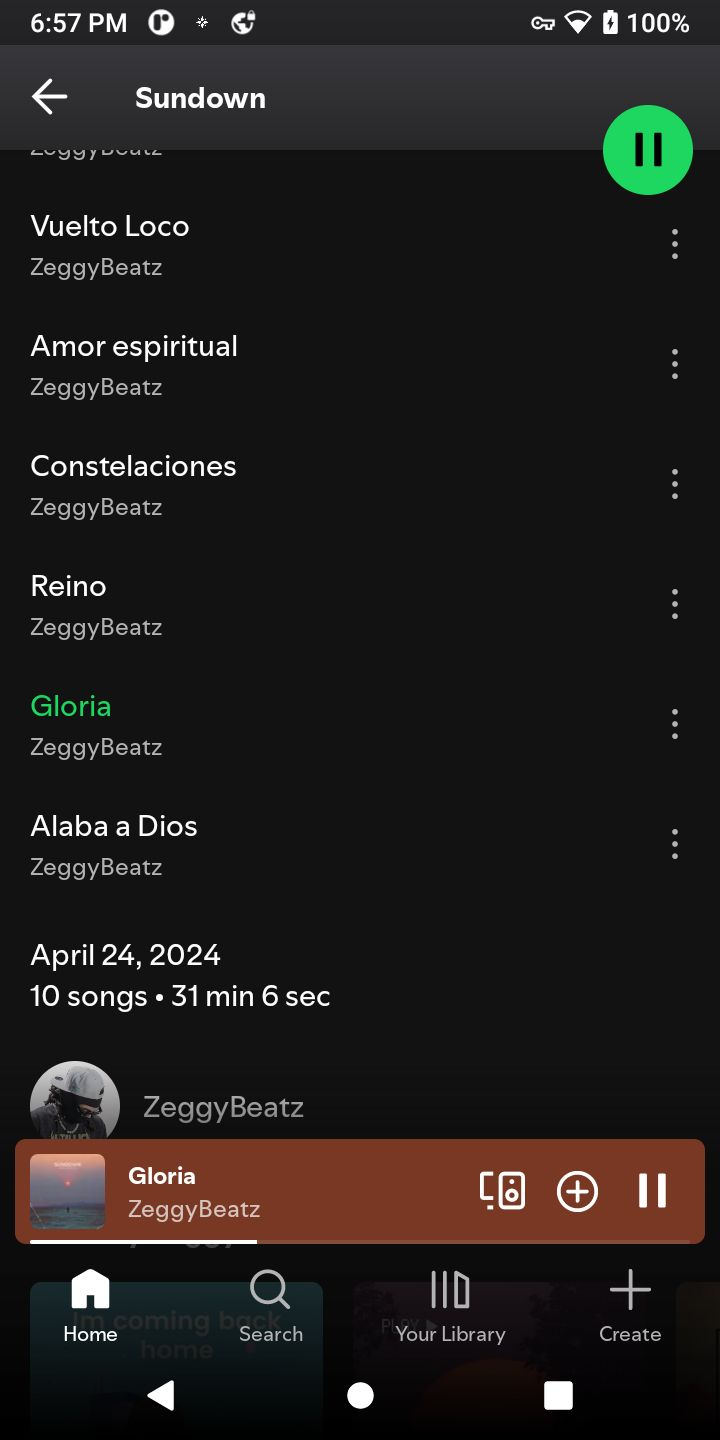 6:57 PM
100%
Sundown
ZeggyBeatz
Vuelto Loco
ZeggyBeatz
Amor espiritual
ZeggyBeatz
Constelaciones
ZeggyBeatz
Reino
ZeggyBeatz
Gloria
ZeggyBeatz
Alaba a Dios
ZeggyBeatz
April 24, 2024
10 songs • 31 min 6 sec
ZeggyBeatz
Gloria
ZeggyBeatz
Im coming back
home
PLAY
Home
Search
Your Library
Create